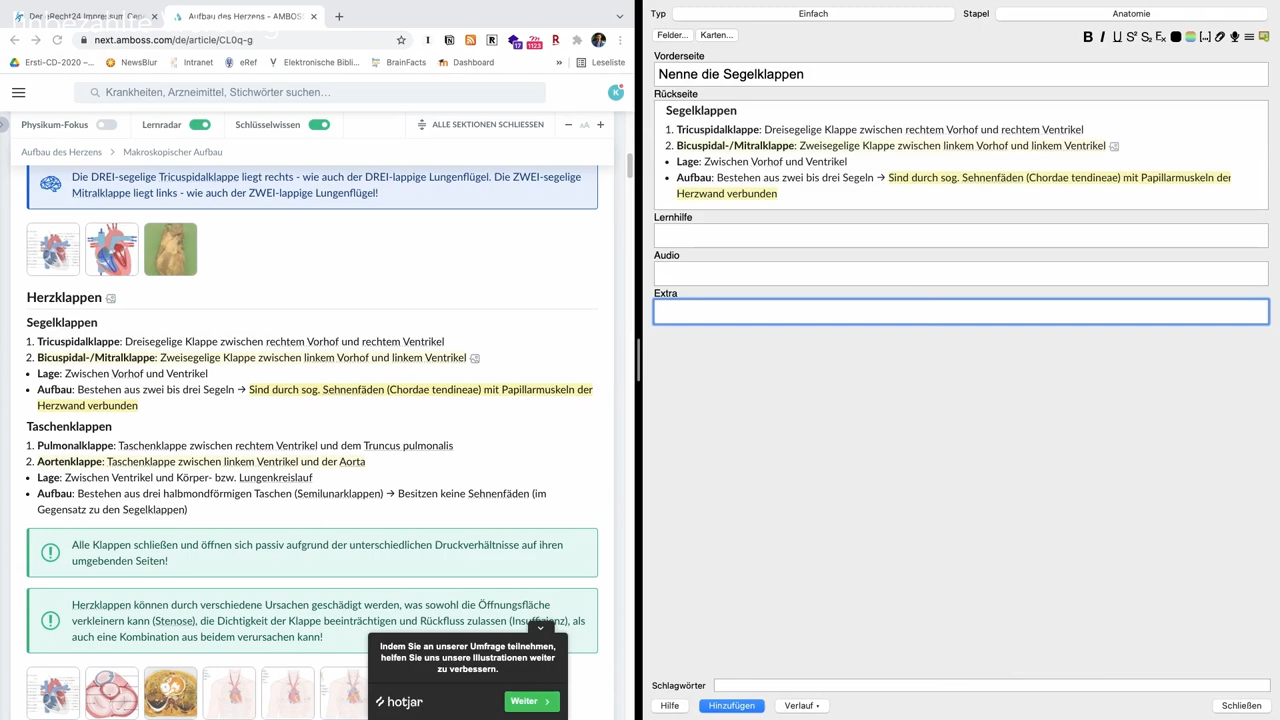 Aufbau des Herzens - AMBOSS
next.amboss.com/de/article/CL0q-g
17
1123
Ersti-CD-2020 –...
NewsBlur
Intranet
eRef
Elektronische Bibli...
BrainFacts
Dashboard
»
Leseliste
Krankheiten, Arzneimittel, Stichwörter suchen...
K
Physikum-Fokus
Lernradar
Schlüsselwissen
ALLE SEKTIONEN SCHLIESSEN
AA
Aufbau des Herzens > Makroskopischer Aufbau
Die DREI-segelige Tricuspidalklappe liegt rechts - wie auch der DREI-lappige Lungenflügel. Die ZWEI-segelige
Mitralklappe liegt links - wie auch der ZWEI-lappige Lungenflügel!
Herzklappen
Segelklappen
1. Tricuspidalklappe: Dreisegelige Klappe zwischen rechtem Vorhof und rechtem Ventrikel
2. Bicuspidal-/Mitralklappe: Zweisegelige Klappe zwischen linkem Vorhof und linkem Ventrikel
• Lage: Zwischen Vorhof und Ventrikel
• Aufbau: Bestehen aus zwei bis drei Segeln → Sind durch sog. Sehnenfäden (Chordae tendineae) mit Papillarmuskeln der
Herzwand verbunden
Taschenklappen
1. Pulmonalklappe: Taschenklappe zwischen rechtem Ventrikel und dem Truncus pulmonalis
2. Aortenklappe: Taschenklappe zwischen linkem Ventrikel und der Aorta
• Lage: Zwischen Ventrikel und Körper- bzw. Lungenkreislauf
• Aufbau: Bestehen aus drei halbmondförmigen Taschen (Semilunarklappen) → Besitzen keine Sehnenfäden (im
Gegensatz zu den Segelklappen)
Alle Klappen schließen und öffnen sich passiv aufgrund der unterschiedlichen Druckverhältnisse auf ihren
umgebenden Seiten!
Herzklappen können durch verschiedene Ursachen geschädigt werden, was sowohl die Öffnungsfläche
verkleinern kann (Stenose), die Dichtigkeit der Klappe beeinträchtigen und Rückfluss zulassen (Insuffizienz), als
auch eine Kombination aus beidem verursachen kann!
Indem Sie an unserer Umfrage teilnehmen,
helfen Sie uns unsere Illustrationen weiter
zu verbessern.
hotjar
Weiter >
Typ
Einfach
Stapel
Anatomie
Felder...
Karten...
B I U S² S₂ Eₓ
Vorderseite
Nenne die Segelklappen
Rückseite
Segelklappen
1. Tricuspidalklappe: Dreisegelige Klappe zwischen rechtem Vorhof und rechtem Ventrikel
2. Bicuspidal-/Mitralklappe: Zweisegelige Klappe zwischen linkem Vorhof und linkem Ventrikel
• Lage: Zwischen Vorhof und Ventrikel
• Aufbau: Bestehen aus zwei bis drei Segeln → Sind durch sog. Sehnenfäden (Chordae tendineae) mit Papillarmuskeln der
Herzwand verbunden
Lernhilfe
Audio
Extra
Schlagwörter
Hilfe
Hinzufügen
Verlauf
Schließen